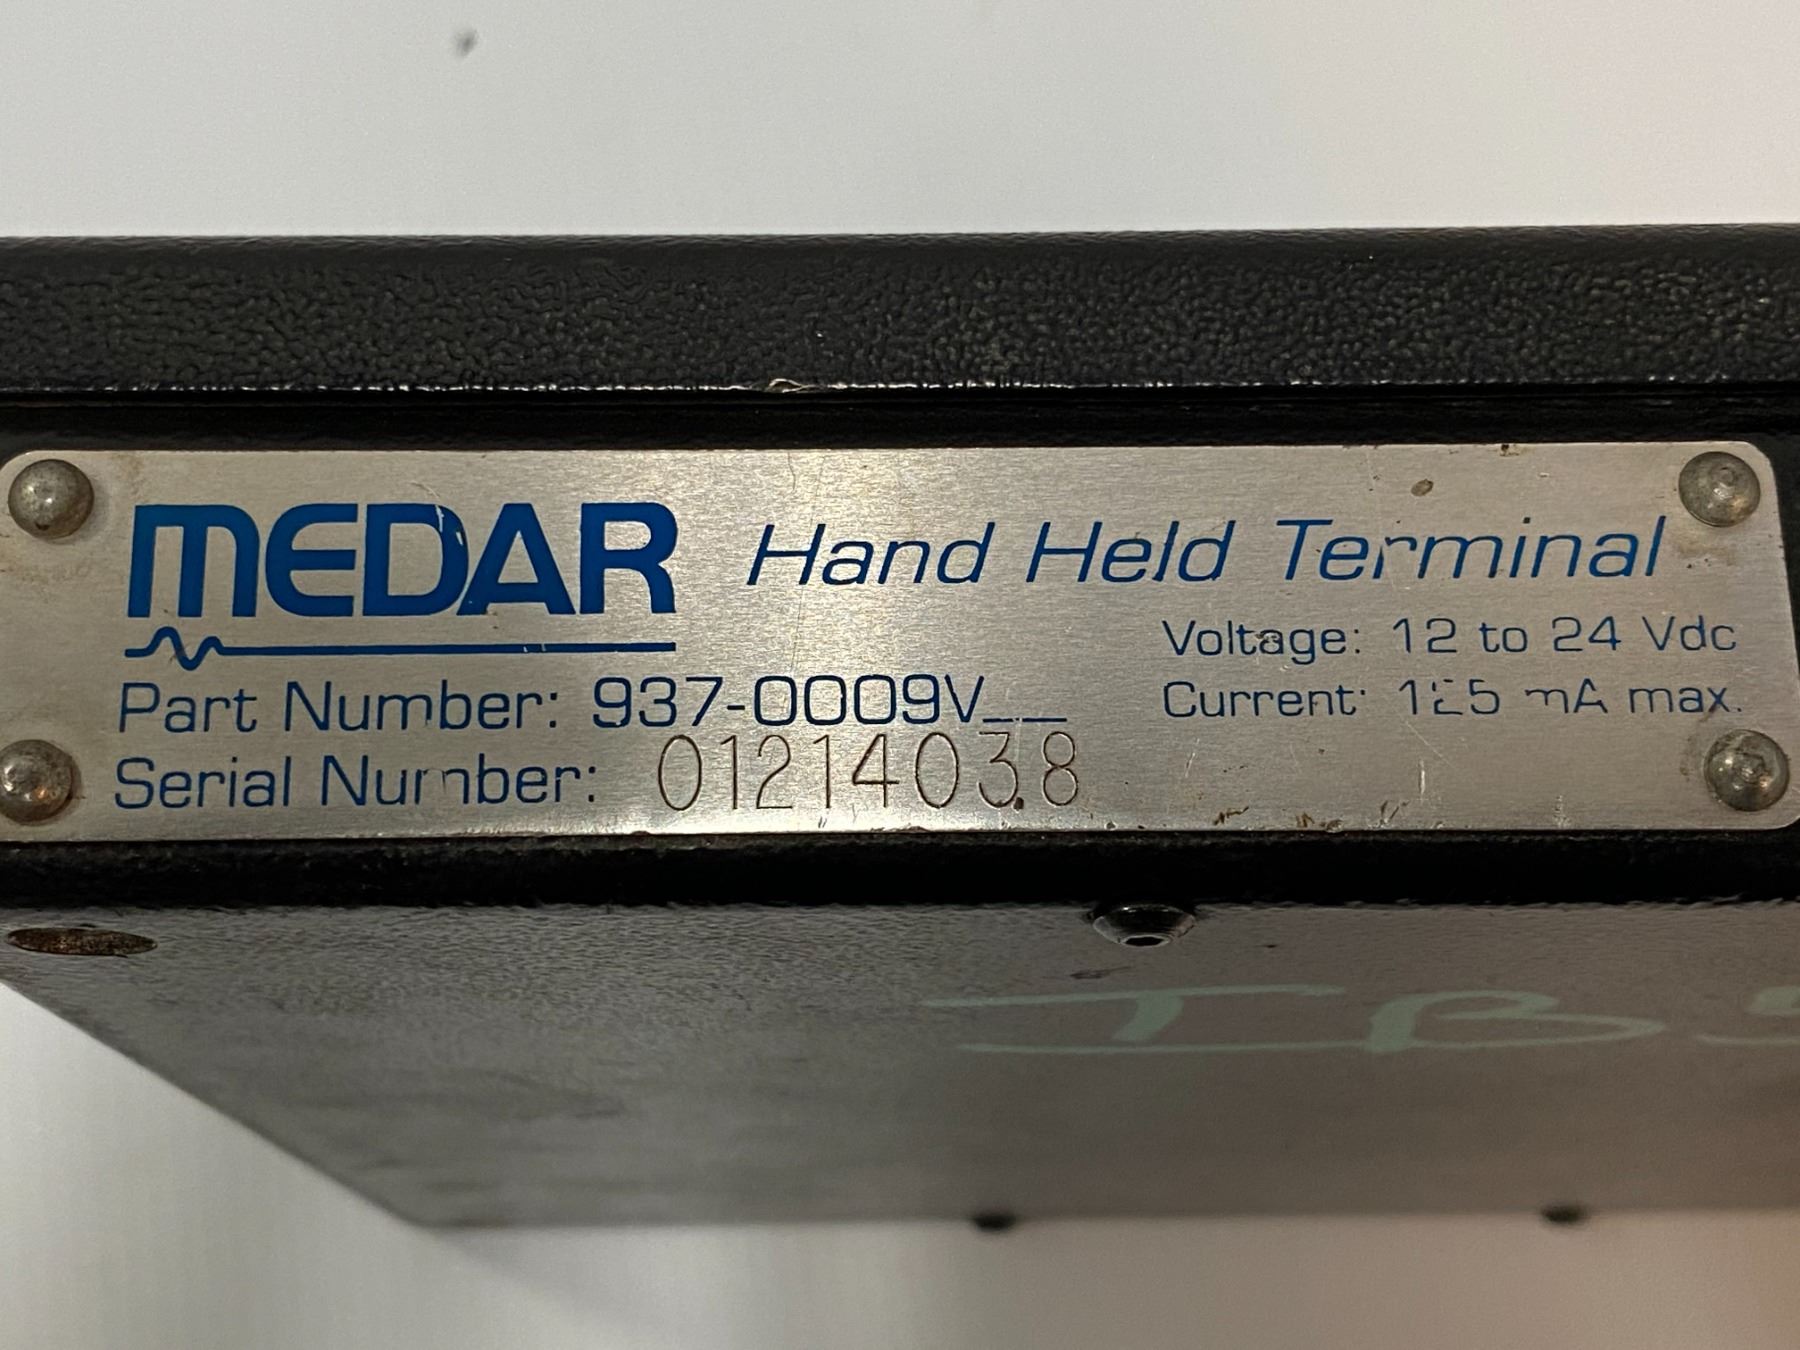 MEDAR Hand Held Terminal
Voltage: 12 to 24 Vdc
Part Number: 937-0009V__
Current: 125 mA max.
Serial Number: 01214038